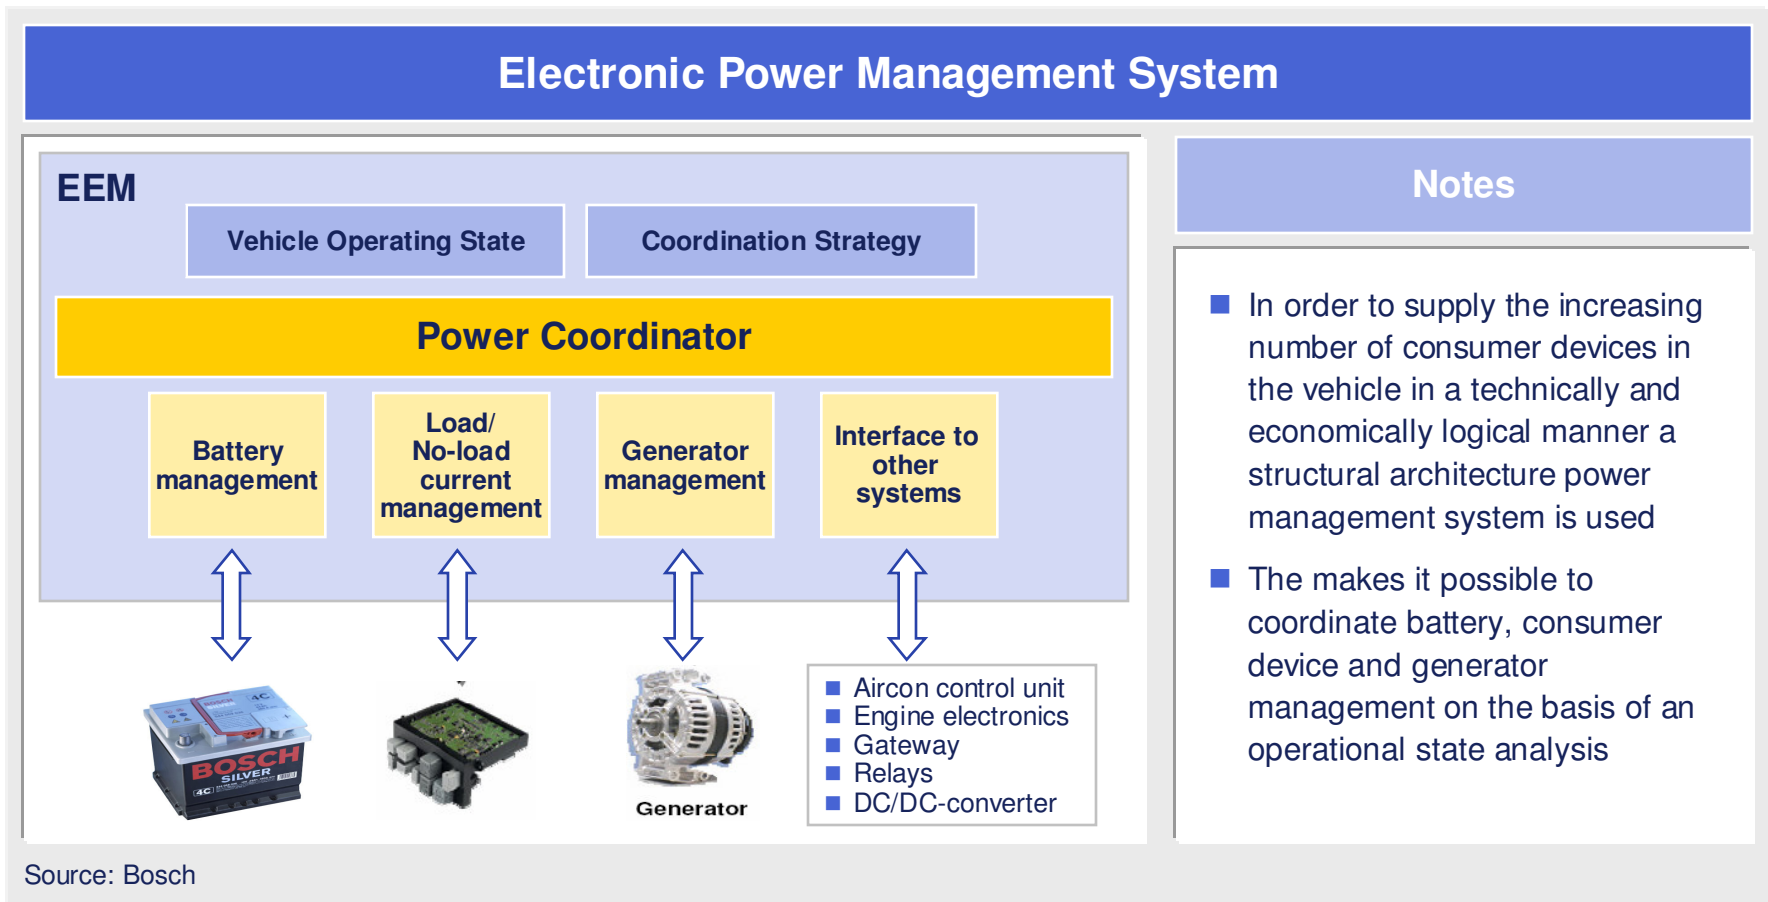 Electronic Power Management System
EEM
Vehicle Operating State
Coordination Strategy
Power Coordinator
Battery
management
Load/
No-load
current
management
Generator
management
Interface to
other
systems
4C
BOSCH
SILVER
4C
Generator
Aircon control unit
Engine electronics
Gateway
Relays
DC/DC-converter
Notes
In order to supply the increasing
number of consumer devices in
the vehicle in a technically and
economically logical manner a
structural architecture power
management system is used
The makes it possible to
coordinate battery, consumer
device and generator
management on the basis of an
operational state analysis
Source: Bosch